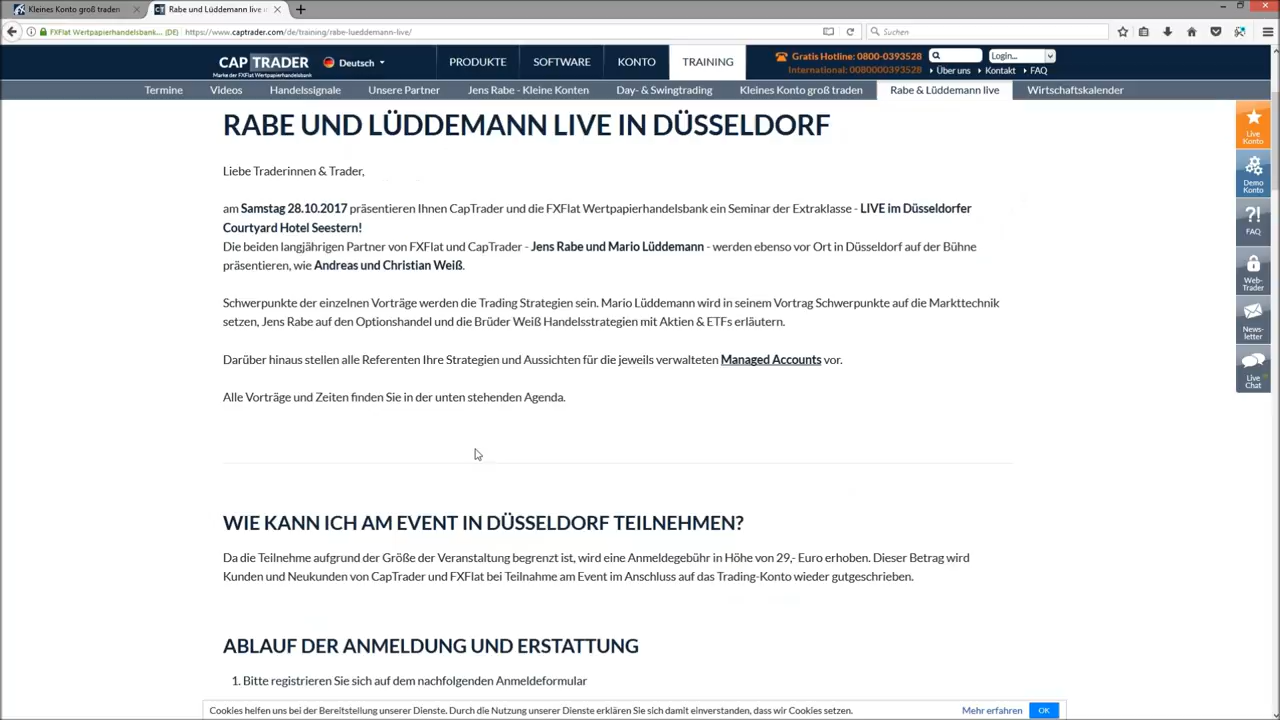 Kleines Konto groß traden
Rabe und Lüddemann live i
FXFlat Wertpapierhandelsbank... (DE)
https://www.captrader.com/de/training/rabe-lueddemann-live/
Suchen
CAP TRADER
Marke der FXFlat Wertpapierhandelsbank
Deutsch
PRODUKTE
SOFTWARE
KONTO
TRAINING
Gratis Hotline: 0800-0393528
International: 0080000393528
Login...
Über uns
Kontakt
FAQ
Termine
Videos
Handelssignale
Unsere Partner
Jens Rabe - Kleine Konten
Day- & Swingtrading
Kleines Konto groß traden
Rabe & Lüddemann live
Wirtschaftskalender
RABE UND LÜDDEMANN LIVE IN DÜSSELDORF
Liebe Traderinnen & Trader,
am Samstag 28.10.2017 präsentieren Ihnen CapTrader und die FXFlat Wertpapierhandelsbank ein Seminar der Extraklasse - LIVE im Düsseldorfer
Courtyard Hotel Seestern!
Die beiden langjährigen Partner von FXFlat und CapTrader - Jens Rabe und Mario Lüddemann - werden ebenso vor Ort in Düsseldorf auf der Bühne
präsentieren, wie Andreas und Christian Weiß.
Schwerpunkte der einzelnen Vorträge werden die Trading Strategien sein. Mario Lüddemann wird in seinem Vortrag Schwerpunkte auf die Markttechnik
setzen, Jens Rabe auf den Optionshandel und die Brüder Weiß Handelsstrategien mit Aktien & ETFs erläutern.
Darüber hinaus stellen alle Referenten Ihre Strategien und Aussichten für die jeweils verwalteten Managed Accounts vor.
Alle Vorträge und Zeiten finden Sie in der unten stehenden Agenda.
WIE KANN ICH AM EVENT IN DÜSSELDORF TEILNEHMEN?
Da die Teilnehme aufgrund der Größe der Veranstaltung begrenzt ist, wird eine Anmeldegebühr in Höhe von 29,- Euro erhoben. Dieser Betrag wird
Kunden und Neukunden von CapTrader und FXFlat bei Teilnahme am Event im Anschluss auf das Trading-Konto wieder gutgeschrieben.
ABLAUF DER ANMELDUNG UND ERSTATTUNG
1. Bitte registrieren Sie sich auf dem nachfolgenden Anmeldeformular
Live
Konto
Demo
Konto
?!
FAQ
Web-
Trader
News-
letter
Live
Chat
Cookies helfen uns bei der Bereitstellung unserer Dienste. Durch die Nutzung unserer Dienste erklären Sie sich damit einverstanden, dass wir Cookies setzen.
Mehr erfahren
OK